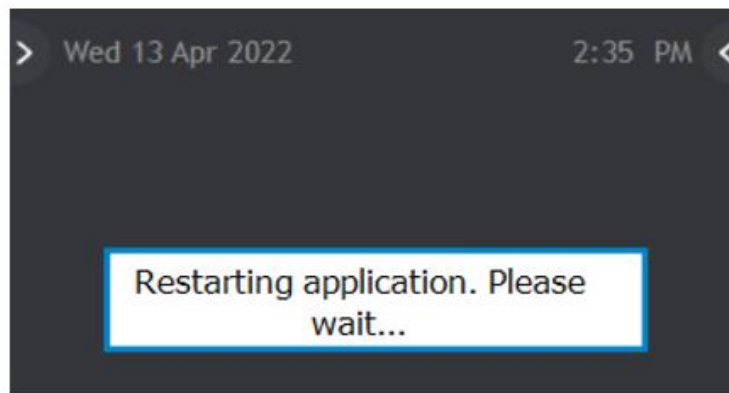 Wed 13 Apr 2022 2:35 PM
Restarting application. Please
wait...